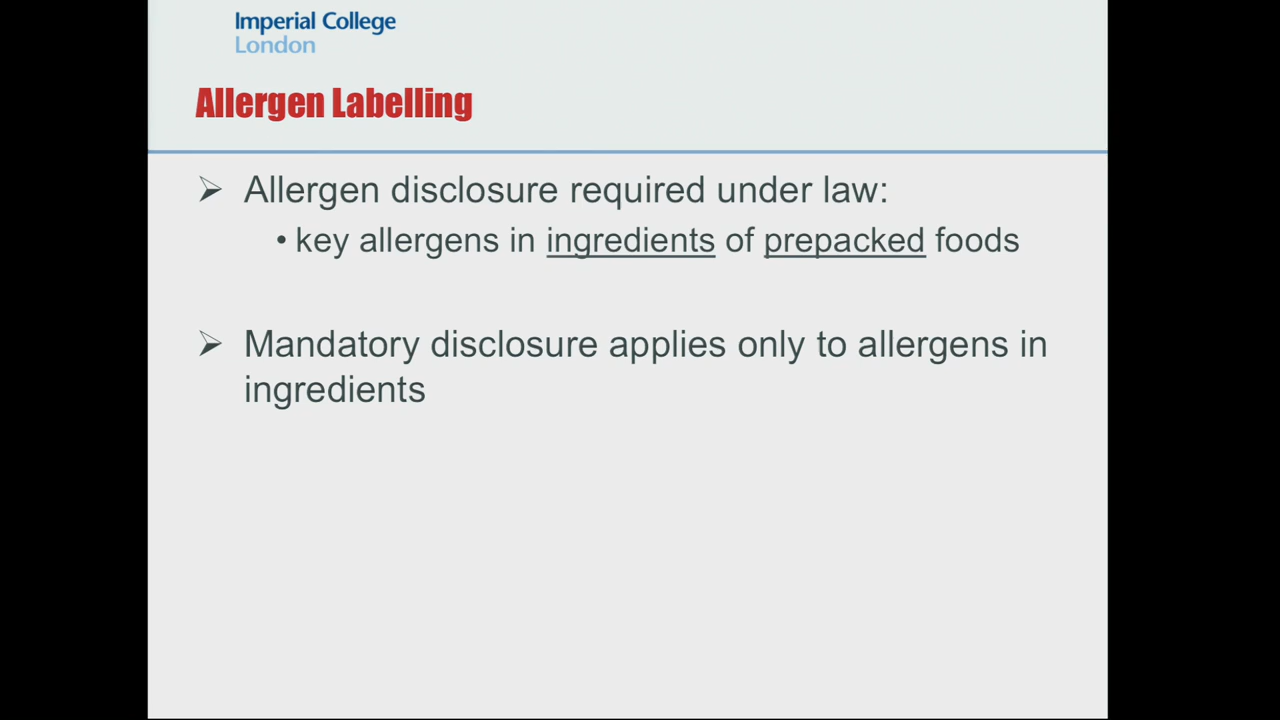 Imperial College
London
Allergen Labelling
➢ Allergen disclosure required under law:
• key allergens in ingredients of prepacked foods
➢ Mandatory disclosure applies only to allergens in
ingredients